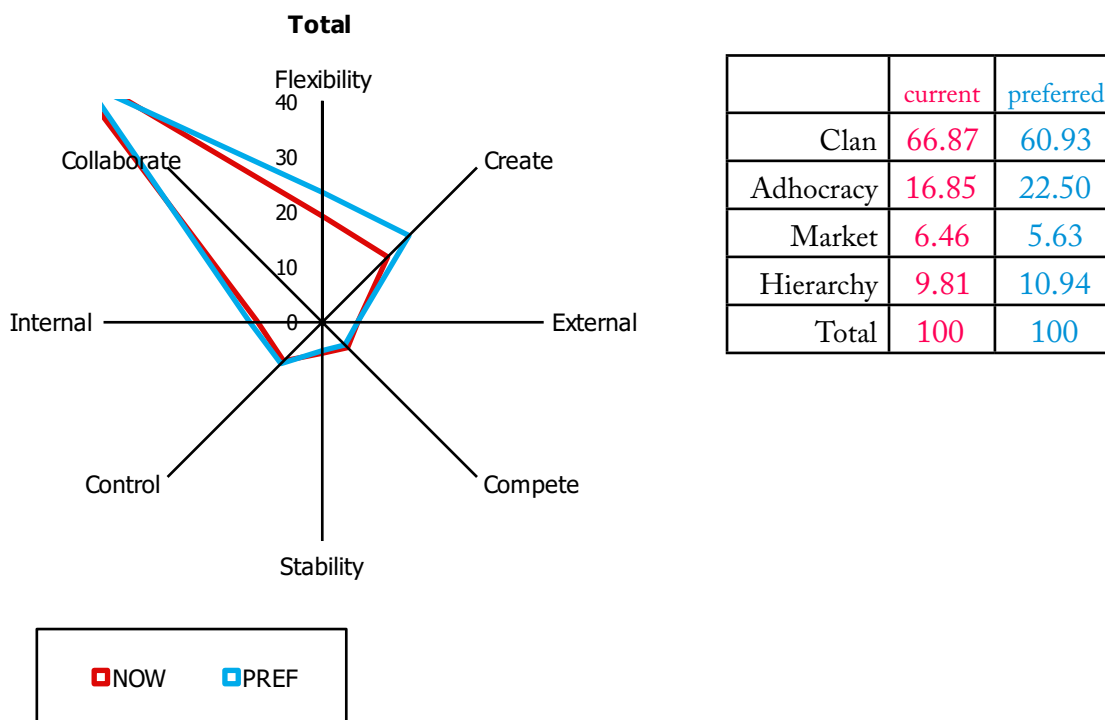 Total
Flexibility
40
30
20
10
0
Collaborate
Create
Internal
External
Control
Compete
Stability
NOW PREF
current preferred
Clan 66.87 60.93
Adhocracy 16.85 22.50
Market 6.46 5.63
Hierarchy 9.81 10.94
Total 100 100